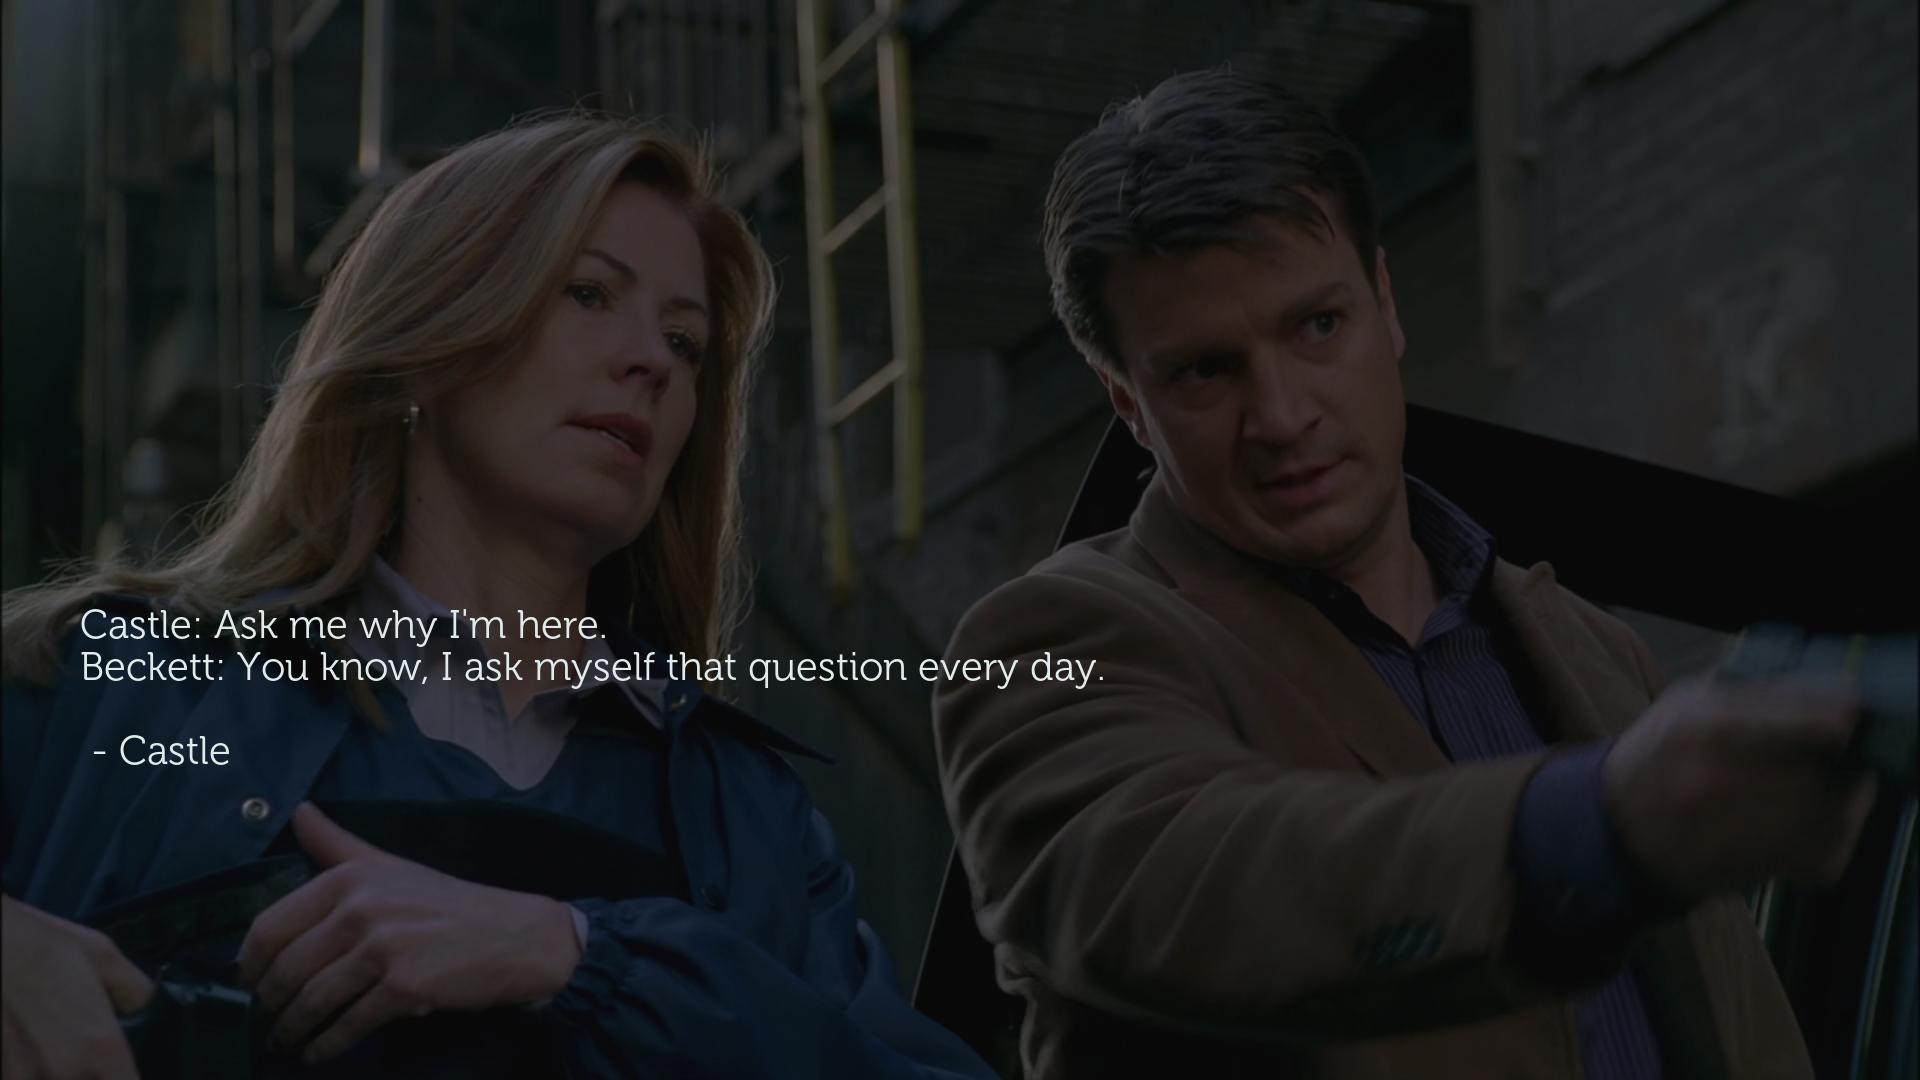 Castle: Ask me why I'm here.
Beckett: You know, I ask myself that question every day.
- Castle